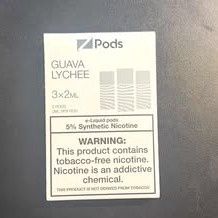 Z Pods
GUAVA
LYCHEE
3×2ML
e-Liquid pods
5% Synthetic Nicotine
WARNING:
This product contains
tobacco-free nicotine.
Nicotine is an addictive
chemical.
THIS PRODUCT IS NOT DERIVED FROM TOBACCO